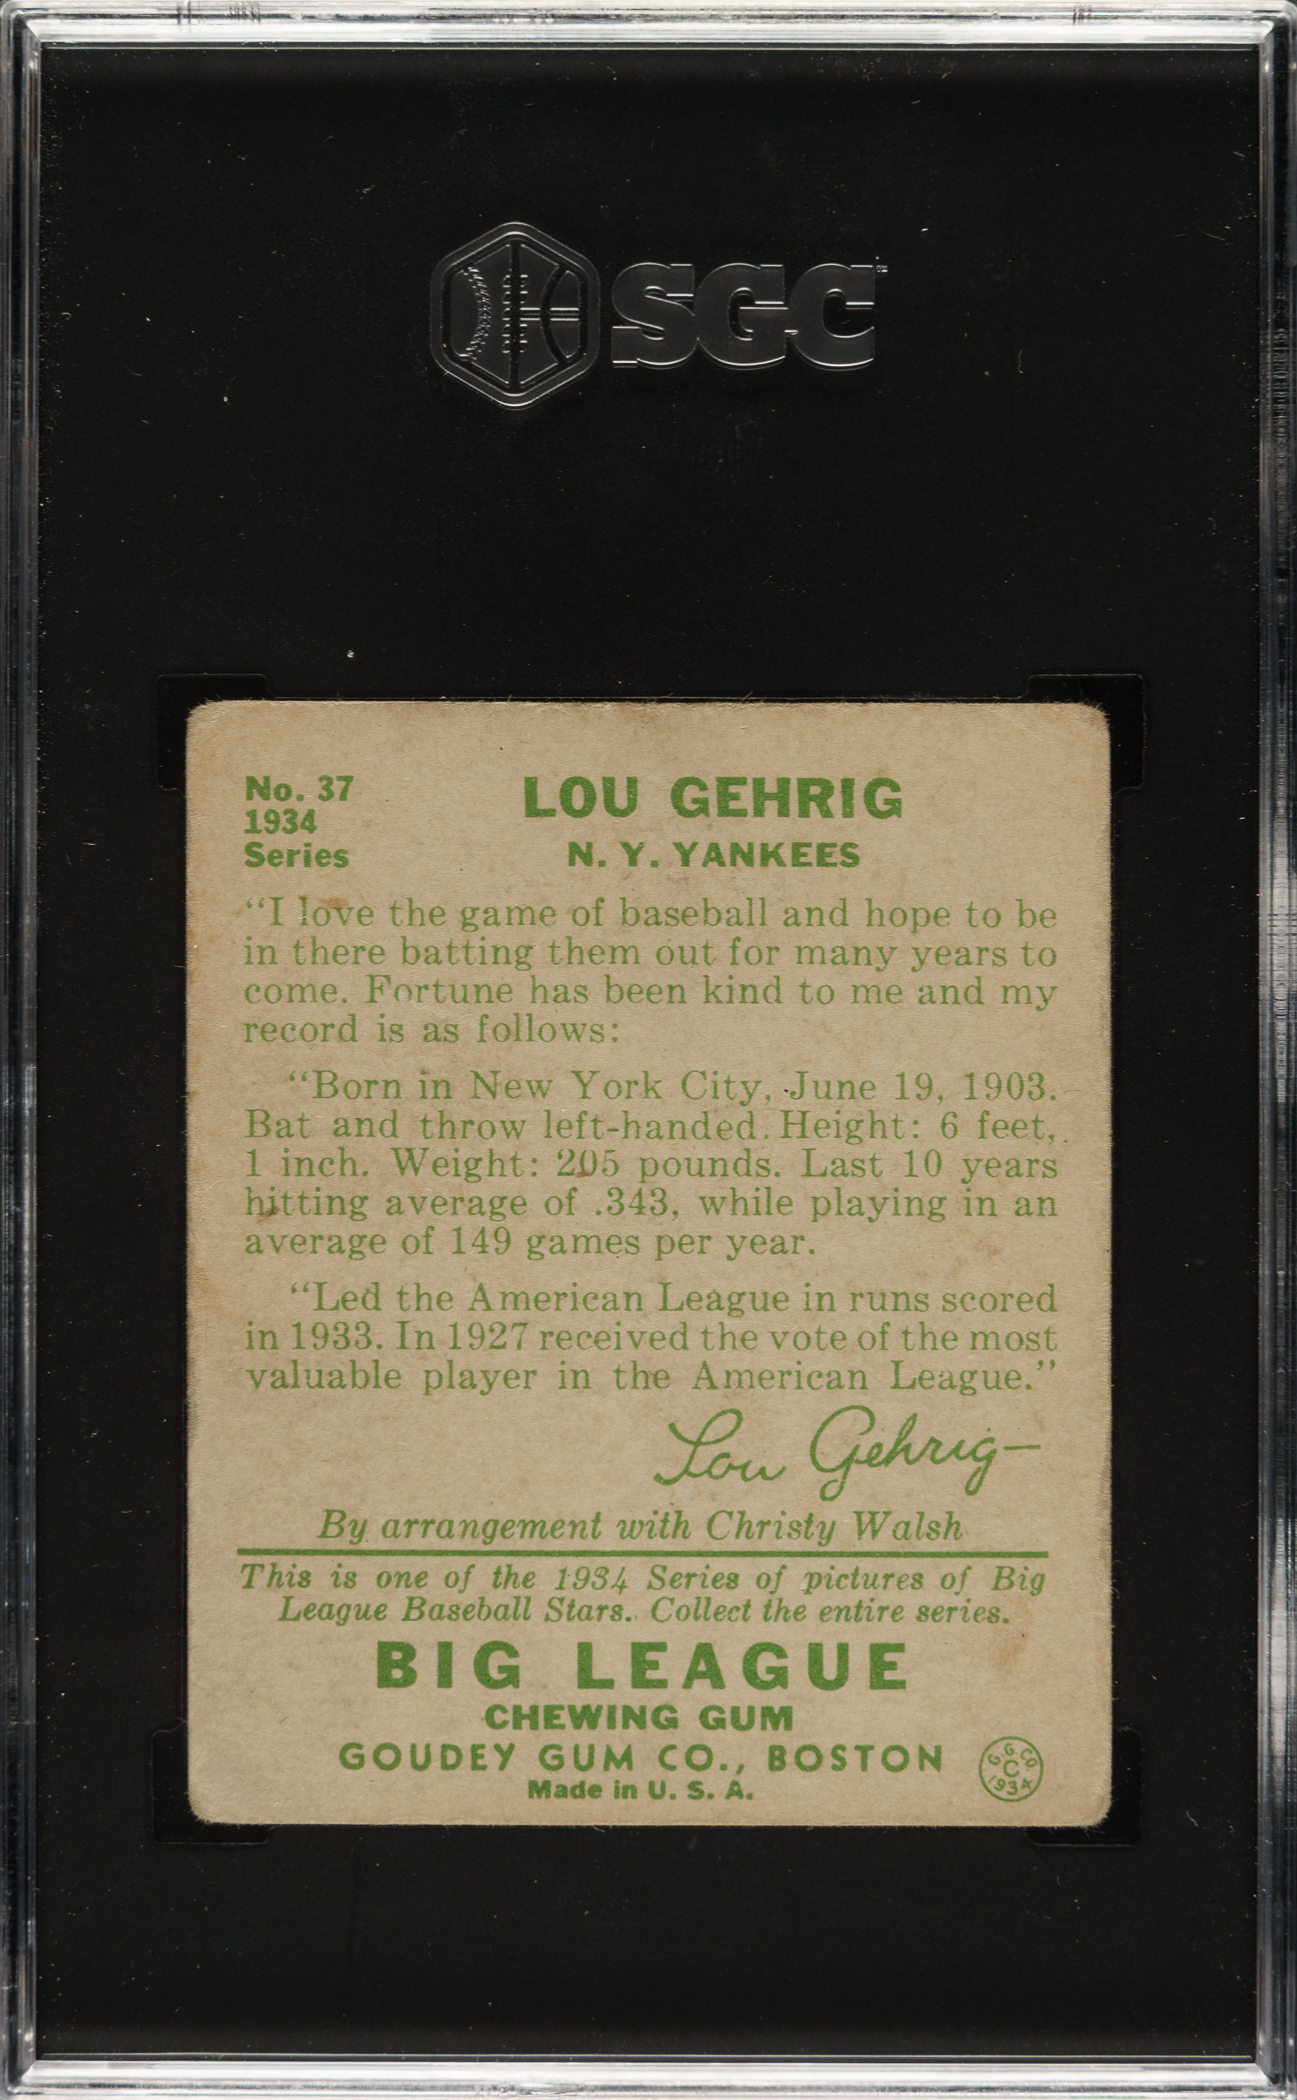 SGC
No. 37
1934
Series
LOU GEHRIG
N. Y. YANKEES
“I love the game of baseball and hope to be
in there batting them out for many years to
come. Fortune has been kind to me and my
record is as follows:
“Born in New York City, June 19, 1903.
Bat and throw left-handed. Height: 6 feet,
1 inch. Weight: 205 pounds. Last 10 years
hitting average of .343, while playing in an
average of 149 games per year.
“Led the American League in runs scored
in 1933. In 1927 received the vote of the most
valuable player in the American League.”
Lou Gehrig
By arrangement with Christy Walsh
This is one of the 1934 Series of pictures of Big
League Baseball Stars. Collect the entire series.
BIG LEAGUE
CHEWING GUM
GOUDEY GUM CO., BOSTON
Made in U. S. A.
G. G. CO.
C
1934